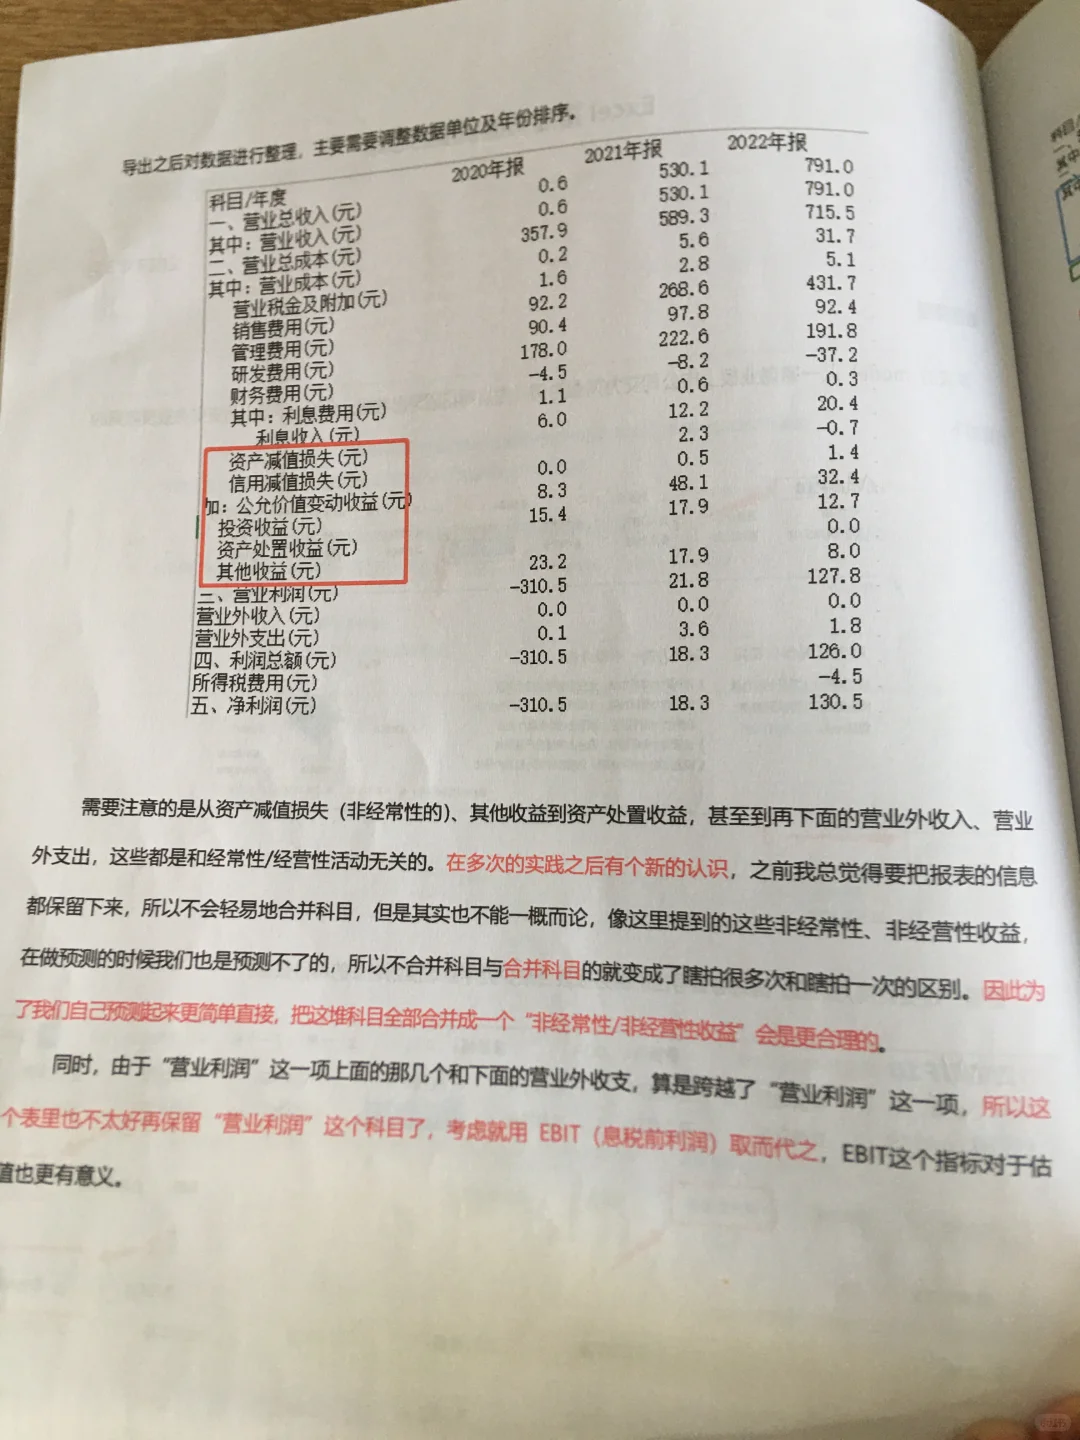 导出之后对数据进行整理，主要需要调整数据单位及年份排序。
科目/年度 2020年报 2021年报 2022年报
一、营业总收入(元) 0.6 530.1 791.0
其中：营业收入(元) 0.6 530.1 791.0
二、营业总成本(元) 357.9 589.3 715.5
其中：营业成本(元) 0.2 5.6 31.7
营业税金及附加(元) 1.6 2.8 5.1
销售费用(元) 92.2 268.6 431.7
管理费用(元) 90.4 97.8 92.4
研发费用(元) 178.0 222.6 191.8
财务费用(元) -4.5 -8.2 -37.2
其中：利息费用(元) 1.1 0.6 0.3
利息收入(元) 6.0 12.2 20.4
资产减值损失(元) 2.3 -0.7
信用减值损失(元) 0.0 0.5 1.4
加：公允价值变动收益(元) 8.3 48.1 32.4
投资收益(元) 15.4 17.9 12.7
资产处置收益(元) 0.0
其他收益(元) 23.2 17.9 8.0
三、营业利润(元) -310.5 21.8 127.8
营业外收入(元) 0.0 0.0 0.0
营业外支出(元) 0.1 3.6 1.8
四、利润总额(元) -310.5 18.3 126.0
所得税费用(元) -4.5
五、净利润(元) -310.5 18.3 130.5
需要注意的是从资产减值损失（非经常性的）、其他收益到资产处置收益，甚至到再下面的营业外收入、营业
外支出，这些都是和经常性/经营性活动无关的。在多次的实践之后有个新的认识，之前我总觉得要把报表的信息
都保留下来，所以不会轻易地合并科目，但是其实也不能一概而论，像这里提到的这些非经常性、非经营性收益，
在做预测的时候我们也是预测不了的，所以不合并科目与合并科目的就变成了瞎拍很多次和瞎拍一次的区别。因此为
了我们自己预测起来更简单直接，把这堆科目全部合并成一个“非经常性/非经营性收益”会是更合理的。
同时，由于“营业利润”这一项上面的那几个和下面的营业外收支，算是跨越了“营业利润”这一项，所以这
个表里也不太好再保留“营业利润”这个科目了，考虑就用 EBIT（息税前利润）取而代之，EBIT这个指标对于估
值也更有意义。